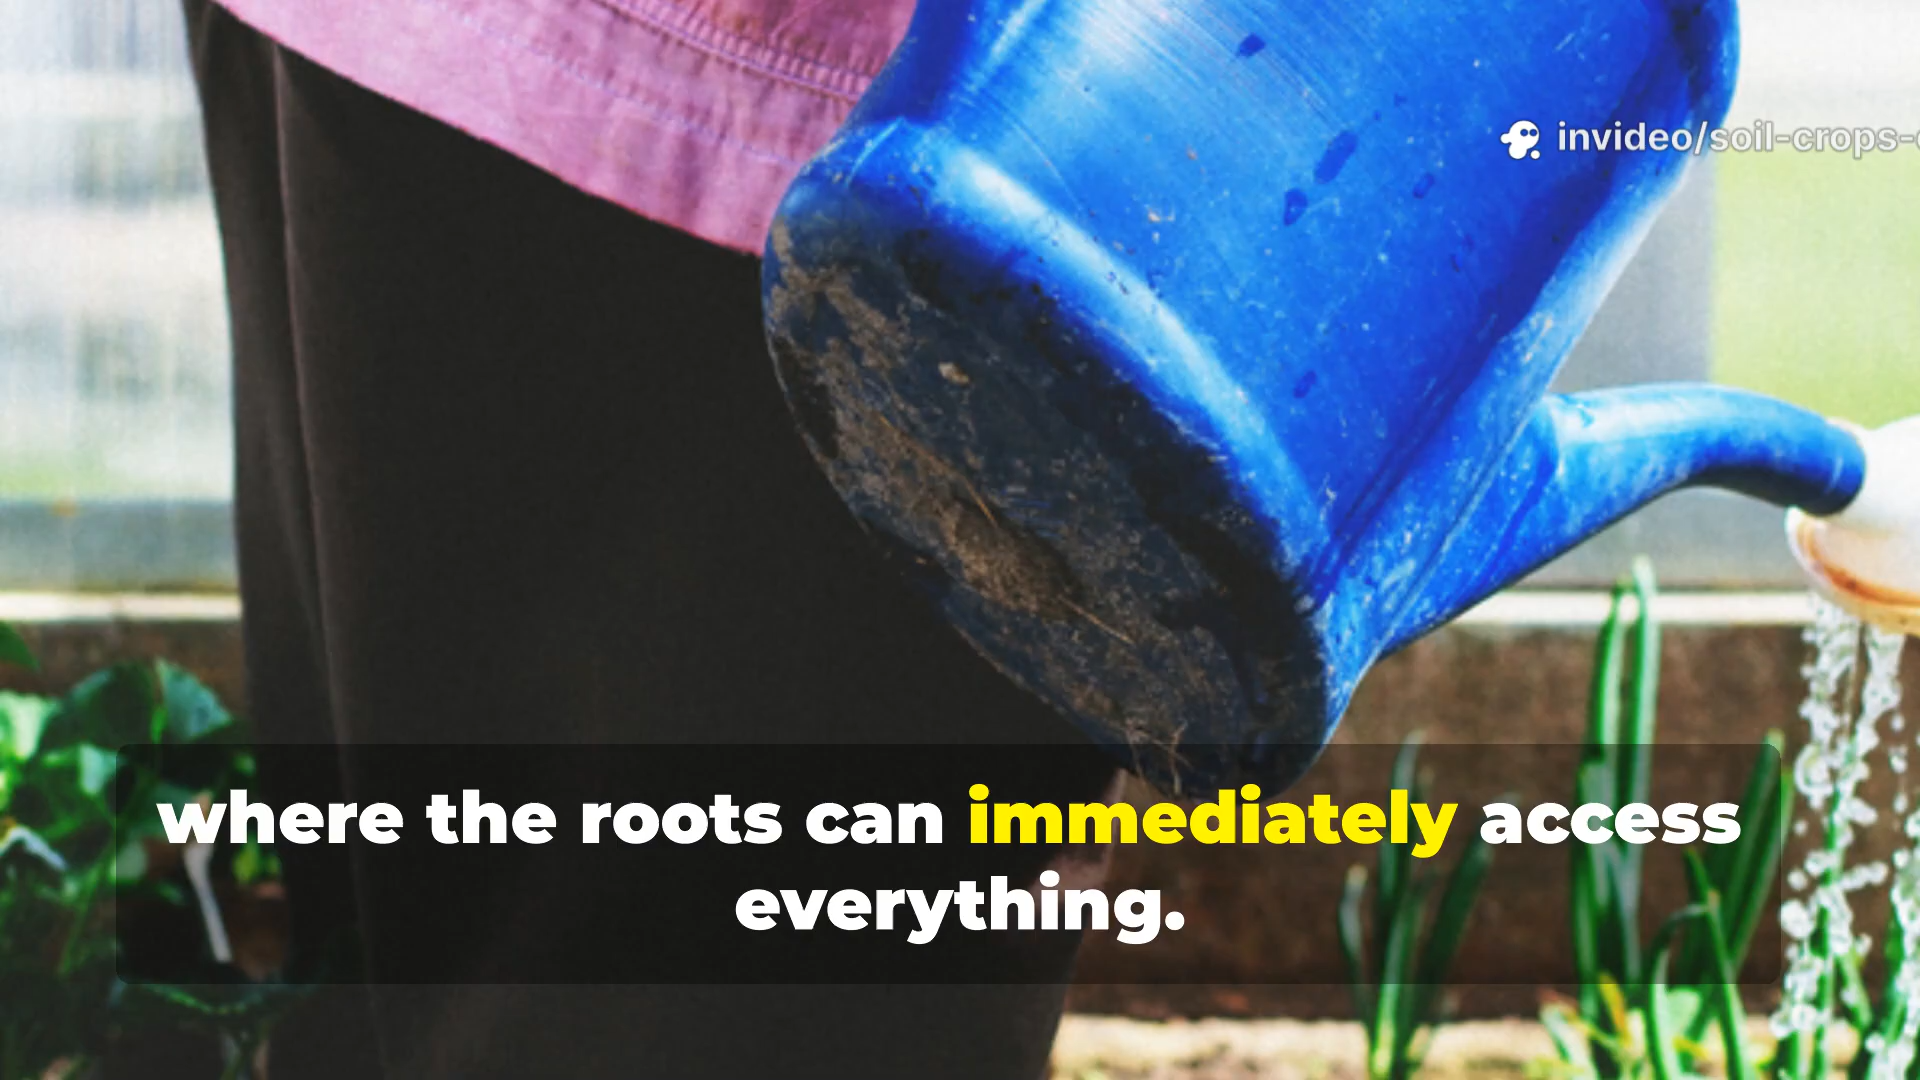 invideo/soil-crops-
where the roots can immediately access
everything.